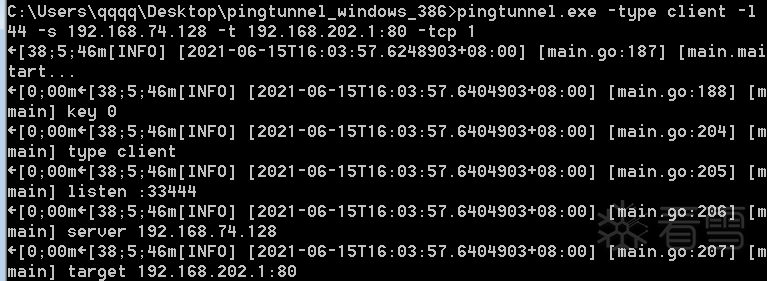 C:\Users\qqqq\Desktop\pingtunnel_windows_386>pingtunnel.exe -type client -l
44 -s 192.168.74.128 -t 192.168.202.1:80 -tcp 1
←[38;5;46m[INFO] [2021-06-15T16:03:57.6248903+08:00] [main.go:187] [main.mai
tart...
←[0;00m←[38;5;46m[INFO] [2021-06-15T16:03:57.6404903+08:00] [main.go:188] [m
main] key 0
←[0;00m←[38;5;46m[INFO] [2021-06-15T16:03:57.6404903+08:00] [main.go:204] [m
main] type client
←[0;00m←[38;5;46m[INFO] [2021-06-15T16:03:57.6404903+08:00] [main.go:205] [m
main] listen :33444
←[0;00m←[38;5;46m[INFO] [2021-06-15T16:03:57.6404903+08:00] [main.go:206] [m
main] server 192.168.74.128
←[0;00m←[38;5;46m[INFO] [2021-06-15T16:03:57.6404903+08:00] [main.go:207] [m
main] target 192.168.202.1:80
看雪